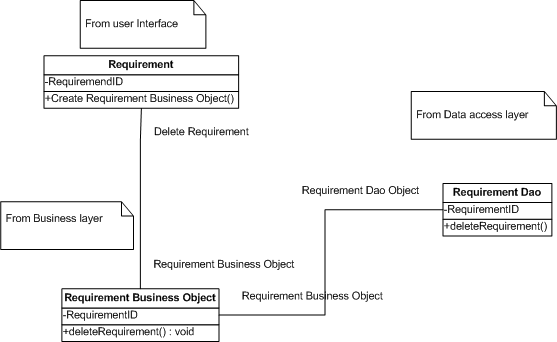 From user Interface
Requirement
-RequiremendID
+Create Requirement Business Object()
Delete Requirement
From Data access layer
Requirement Dao Object
Requirement Dao
-RequirementID
+deleteRequirement()
From Business layer
Requirement Business Object
Requirement Business Object
Requirement Business Object
-RequirementID
+deleteRequirement() : void